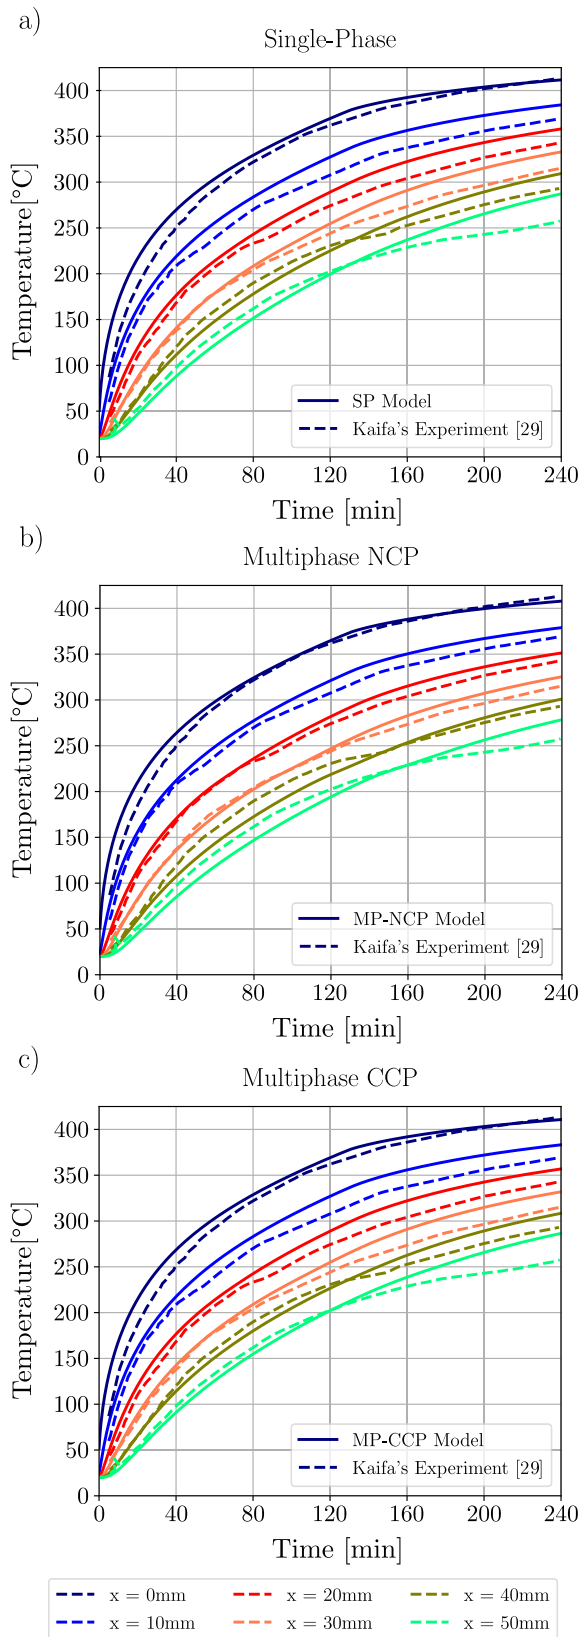 a)
Single-Phase
400
350
300
250
200
150
100
50
0
Temperature[°C]
SP Model
Kaifa's Experiment [29]
0 40 80 120 160 200 240
Time [min]
b)
Multiphase NCP
400
350
300
250
200
150
100
50
0
Temperature[°C]
MP-NCP Model
Kaifa's Experiment [29]
0 40 80 120 160 200 240
Time [min]
c)
Multiphase CCP
400
350
300
250
200
150
100
50
0
Temperature[°C]
MP-CCP Model
Kaifa's Experiment [29]
0 40 80 120 160 200 240
Time [min]
x = 0mm x = 20mm x = 40mm
x = 10mm x = 30mm x = 50mm